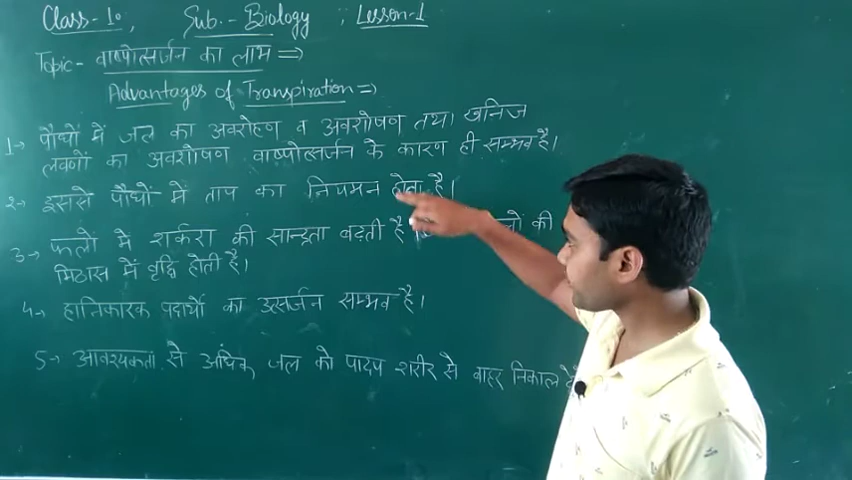 Class-10, Sub.- Biology ; Lesson-1
Topic- वाष्पोत्सर्जन का लाभ ⇒
Advantages of Transpiration ⇒
1→ पौधों में जल का अवरोहण व अवशोषण तथा खनिज
लवणों का अवशोषण वाष्पोत्सर्जन के कारण ही सम्भव है।
2→ इससे पौधों में ताप का नियमन होता है।
3→ फलों में शर्करा की सान्द्रता बढ़ती है की
मिठास में वृद्धि होती है।
4→ हानिकारक पदार्थों का उत्सर्जन सम्भव है।
5→ आवश्यकता से अधिक जल को पादप शरीर से बाहर निकाल